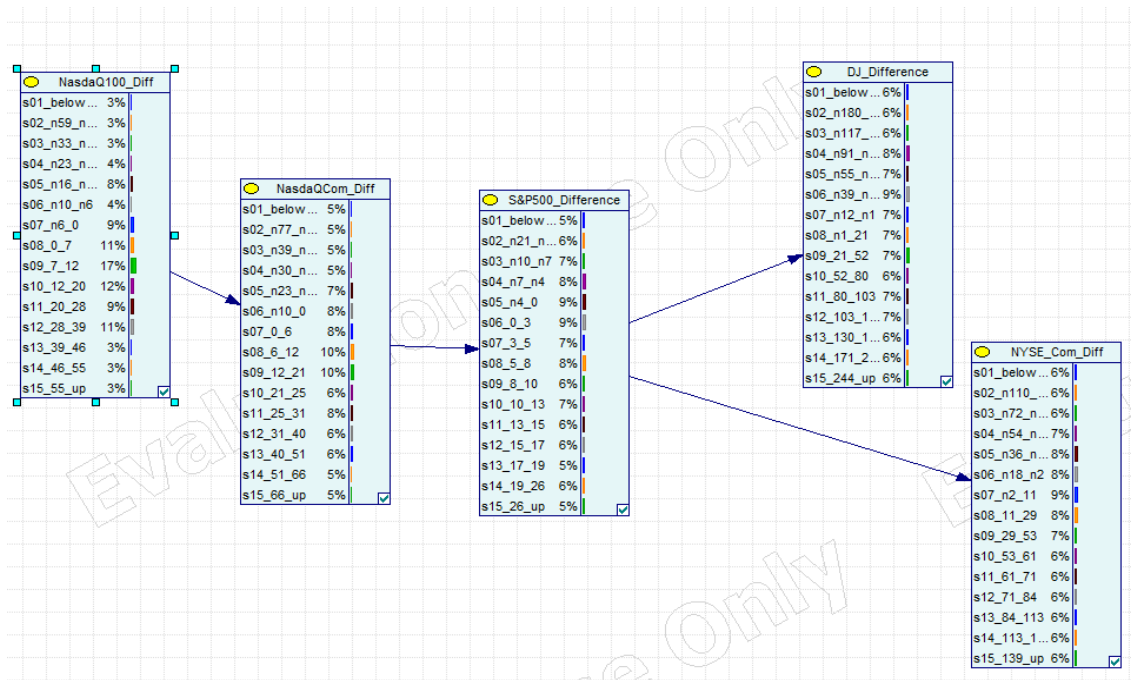 NasdaQ100_Diff
s01_below... 3%
s02_n59_n... 3%
s03_n33_n... 3%
s04_n23_n... 4%
s05_n16_n... 8%
s06_n10_n6 4%
s07_n6_0 9%
s08_0_7 11%
s09_7_12 17%
s10_12_20 12%
s11_20_28 9%
s12_28_39 11%
s13_39_46 3%
s14_46_55 3%
s15_55_up 3%
NasdaQCom_Diff
s01_below... 5%
s02_n77_n... 5%
s03_n39_n... 5%
s04_n30_n... 5%
s05_n23_n... 7%
s06_n10_0 8%
s07_0_6 8%
s08_6_12 10%
s09_12_21 10%
s10_21_25 6%
s11_25_31 8%
s12_31_40 6%
s13_40_51 6%
s14_51_66 5%
s15_66_up 5%
S&P500_Difference
s01_below... 5%
s02_n21_n... 6%
s03_n10_n7 7%
s04_n7_n4 8%
s05_n4_0 9%
s06_0_3 9%
s07_3_5 7%
s08_5_8 8%
s09_8_10 6%
s10_10_13 7%
s11_13_15 6%
s12_15_17 6%
s13_17_19 5%
s14_19_26 6%
s15_26_up 5%
DJ_Difference
s01_below... 6%
s02_n180_... 6%
s03_n117_... 6%
s04_n91_n... 8%
s05_n55_n... 7%
s06_n39_n... 9%
s07_n12_n1 7%
s08_n1_21 7%
s09_21_52 7%
s10_52_80 6%
s11_80_103 7%
s12_103_1... 7%
s13_130_1... 6%
s14_171_2... 6%
s15_244_up 6%
NYSE_Com_Diff
s01_below... 6%
s02_n110_... 6%
s03_n72_n... 6%
s04_n54_n... 7%
s05_n36_n... 8%
s06_n18_n2 8%
s07_n2_11 9%
s08_11_29 8%
s09_29_53 7%
s10_53_61 6%
s11_61_71 6%
s12_71_84 6%
s13_84_113 6%
s14_113_1... 6%
s15_139_up 6%